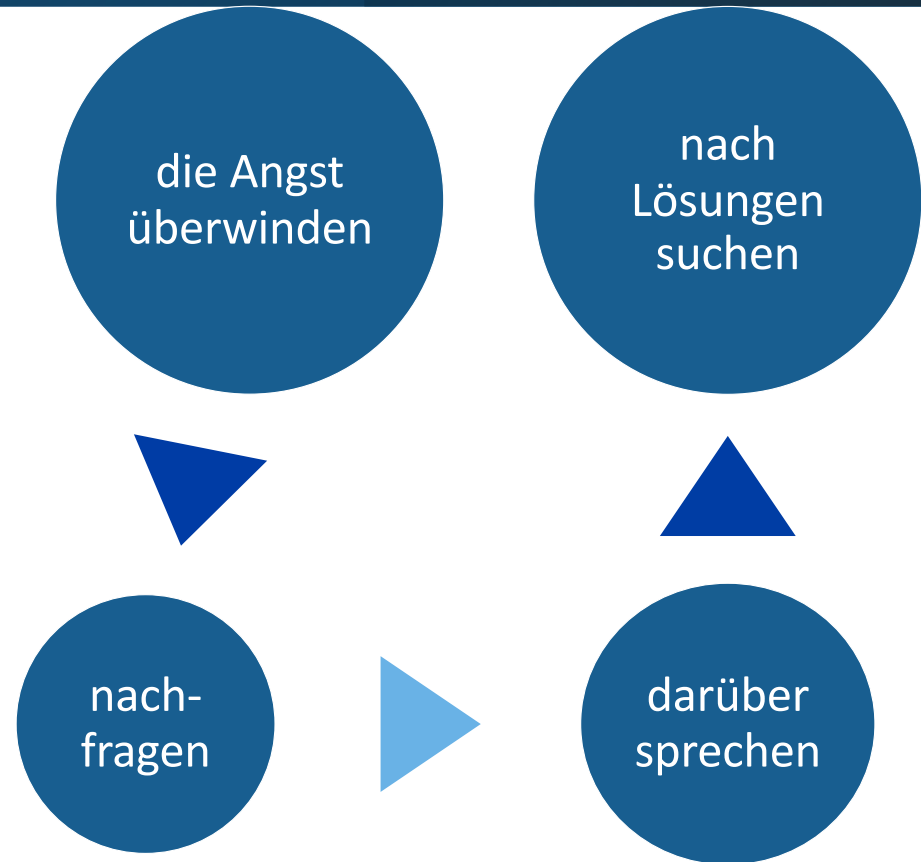 die Angst
überwinden
nach
Lösungen
suchen
nach-
fragen
darüber
sprechen